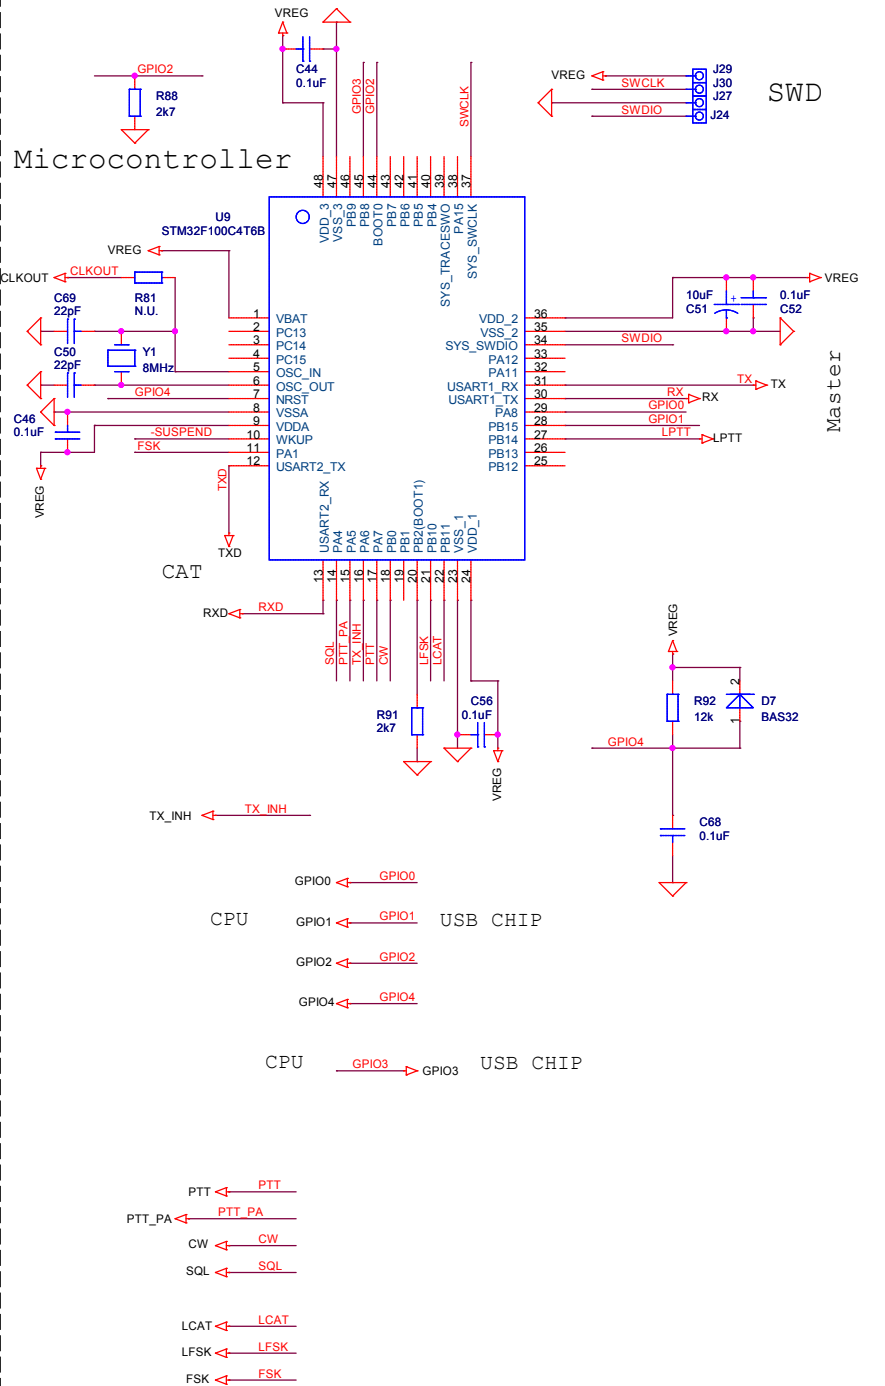 VREG
GPIO2
R88
2k7
C44
0.1uF
GPIO3
GPIO2
SWCLK
VREG
SWCLK
SWDIO
J29
J30
J27
J24
SWD
Microcontroller
48
47
46
45
44
43
42
41
40
39
38
37
VDD_3
VSS_3
PB9
PB8
BOOT0
PB7
PB6
PB5
PB4
SYS_TRACESWO
PA15
SYS_SWCLK
U9
STM32F100C4T6B
VREG
CLKOUT
CLKOUT
R81
N.U.
C69
22pF
C50
22pF
Y1
8MHz
GPIO4
C46
0.1uF
-SUSPEND
FSK
VREG
TXD
TXD
1 VBAT
2 PC13
3 PC14
4 PC15
5 OSC_IN
6 OSC_OUT
7 NRST
8 VSSA
9 VDDA
10 WKUP
11 PA1
12 USART2_TX
VDD_2 36
VSS_2 35
SYS_SWDIO 34
PA12 33
PA11 32
USART1_RX 31
USART1_TX 30
PA8 29
PB15 28
PB14 27
PB13 26
PB12 25
10uF
C51
+
0.1uF
C52
VREG
SWDIO
TX
TX
RX
RX
GPIO0
GPIO1
LPTT
LPTT
Master
USART2_RX
PA4
PA5
PA6
PA7
PB0
PB1
PB2(BOOT1)
PB10
PB11
VSS_1
VDD_1
13
14
15
16
17
18
19
20
21
22
23
24
CAT
RXD
RXD
SQL
PTT_PA
TX_INH
PTT
CW
LFSK
LCAT
R91
2k7
C56
0.1uF
VREG
VREG
R92
12k
2
1
D7
BAS32
GPIO4
C68
0.1uF
TX_INH
TX_INH
GPIO0
GPIO0
CPU
GPIO1
GPIO1
USB CHIP
GPIO2
GPIO2
GPIO4
GPIO4
CPU
GPIO3
GPIO3
USB CHIP
PTT
PTT
PTT_PA
PTT_PA
CW
CW
SQL
SQL
LCAT
LCAT
LFSK
LFSK
FSK
FSK